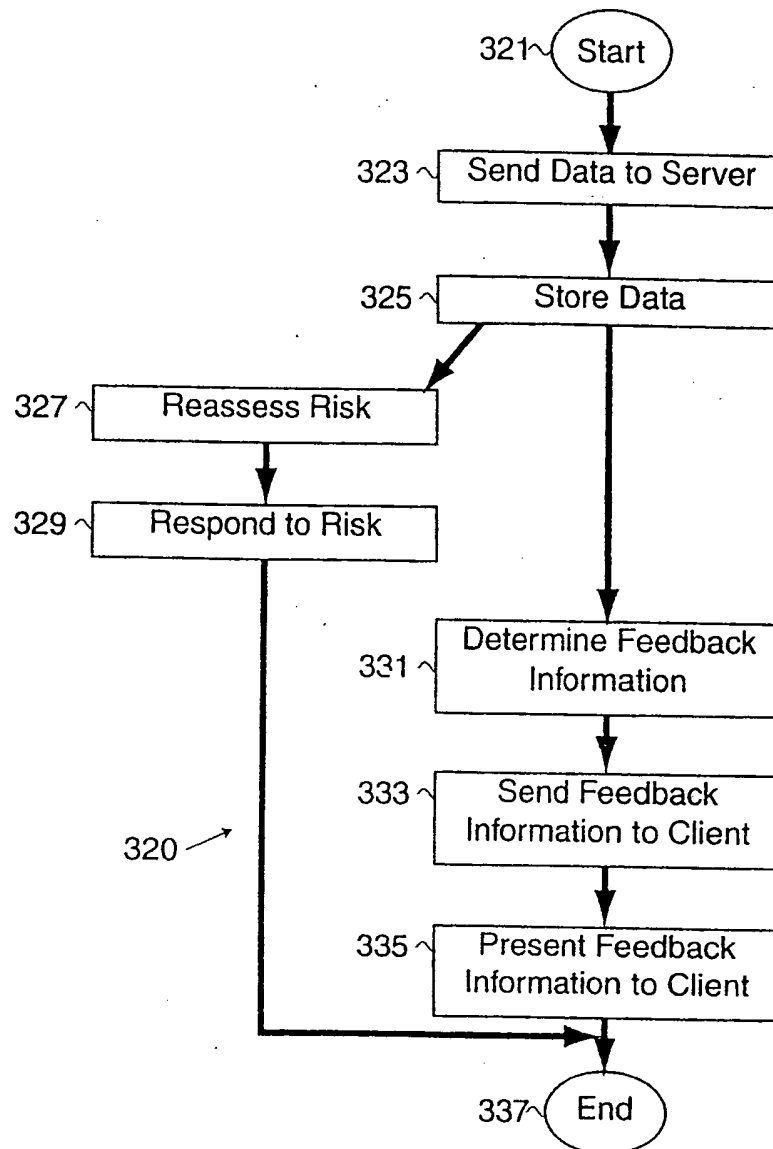 321 Start
323 Send Data to Server
325 Store Data
327 Reassess Risk
329 Respond to Risk
331 Determine Feedback
Information
333 Send Feedback
Information to Client
320
335 Present Feedback
Information to Client
337 End